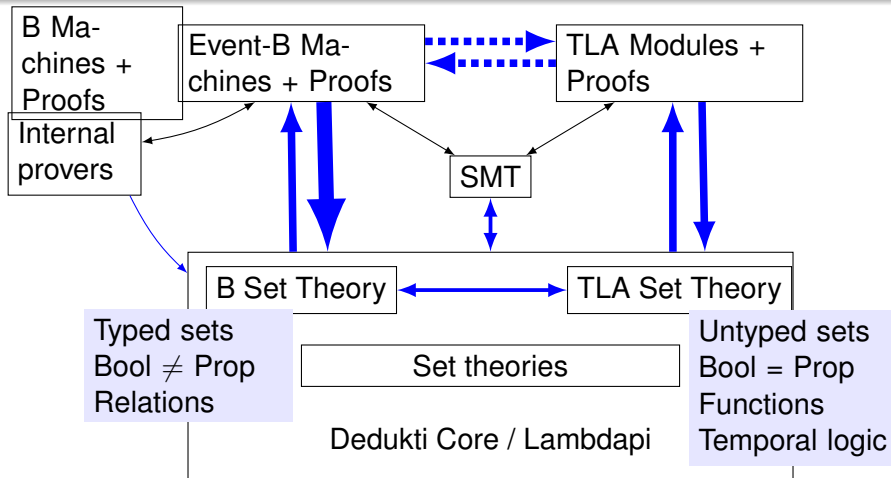 B Ma-
chines +
Proofs
Event-B Ma-
chines + Proofs
TLA Modules +
Proofs
Internal
provers
SMT
B Set Theory
TLA Set Theory
Typed sets
Bool ≠ Prop
Relations
Untyped sets
Bool = Prop
Functions
Temporal logic
Set theories
Dedukti Core / Lambdapi